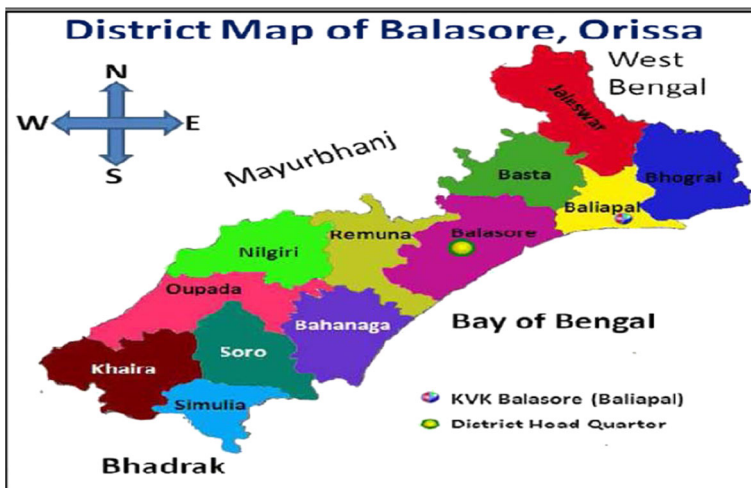 District Map of Balasore, Orissa
West
Bengal
N
W E
S
Mayurbhanj
Jaleswar
Basta
Bhogral
Baliapal
Remuna
Balasore
Nilgiri
Oupada
Bahanaga
Bay of Bengal
Soro
Khaira
Simulia
KVK Balasore (Baliapal)
District Head Quarter
Bhadrak